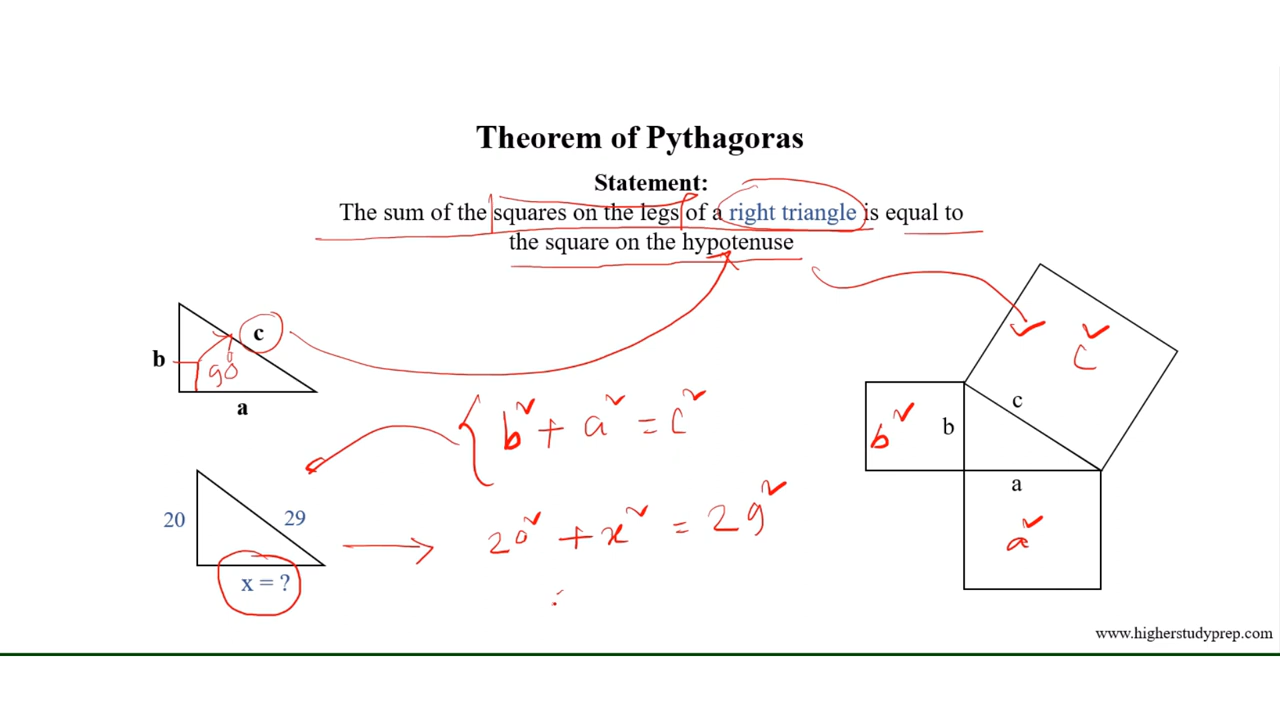 Theorem of Pythagoras
Statement:
The sum of the squares on the legs of a right triangle is equal to
the square on the hypotenuse
c
b
90°
a
b² + a² = c²
20
29
x = ?
20² + x² = 29²
∴
c²
c
b²
b
a
a²
www.higherstudyprep.com